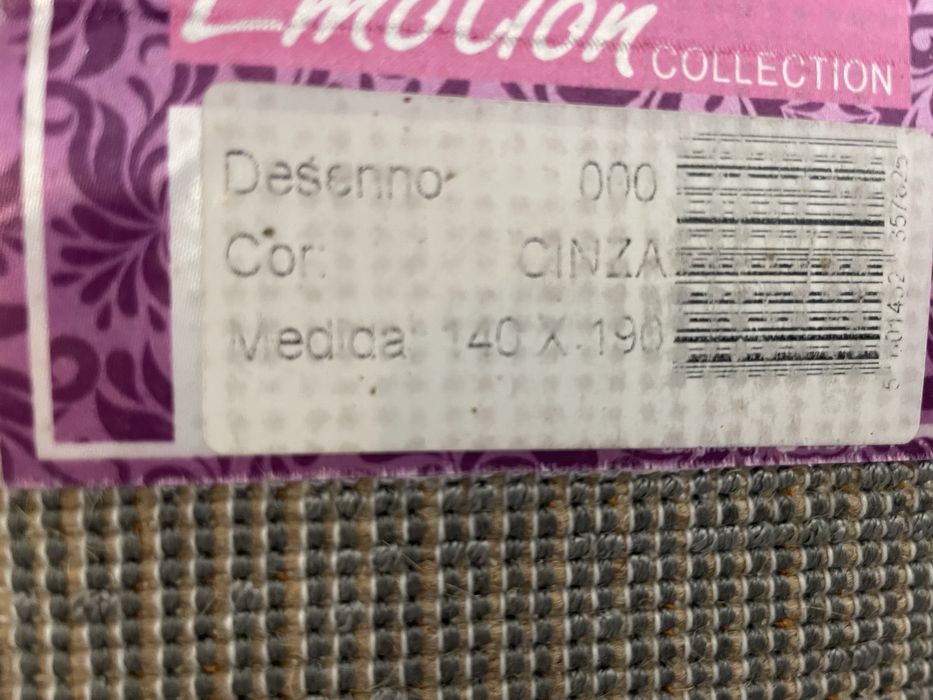 Emotion COLLECTION
Desenho: 000
Cor: CINZA
Medida: 140 X 190